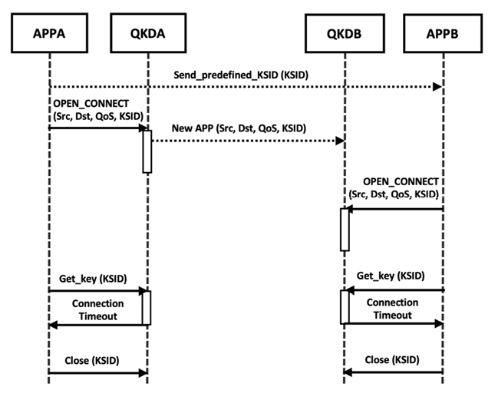 APPA
QKDA
QKDB
APPB
Send_predefined_KSID (KSID)
OPEN_CONNECT
(Src, Dst, QoS, KSID)
New APP (Src, Dst, QoS, KSID)
OPEN_CONNECT
(Src, Dst, QoS, KSID)
Get_key (KSID)
Get_key (KSID)
Connection
Timeout
Connection
Timeout
Close (KSID)
Close (KSID)